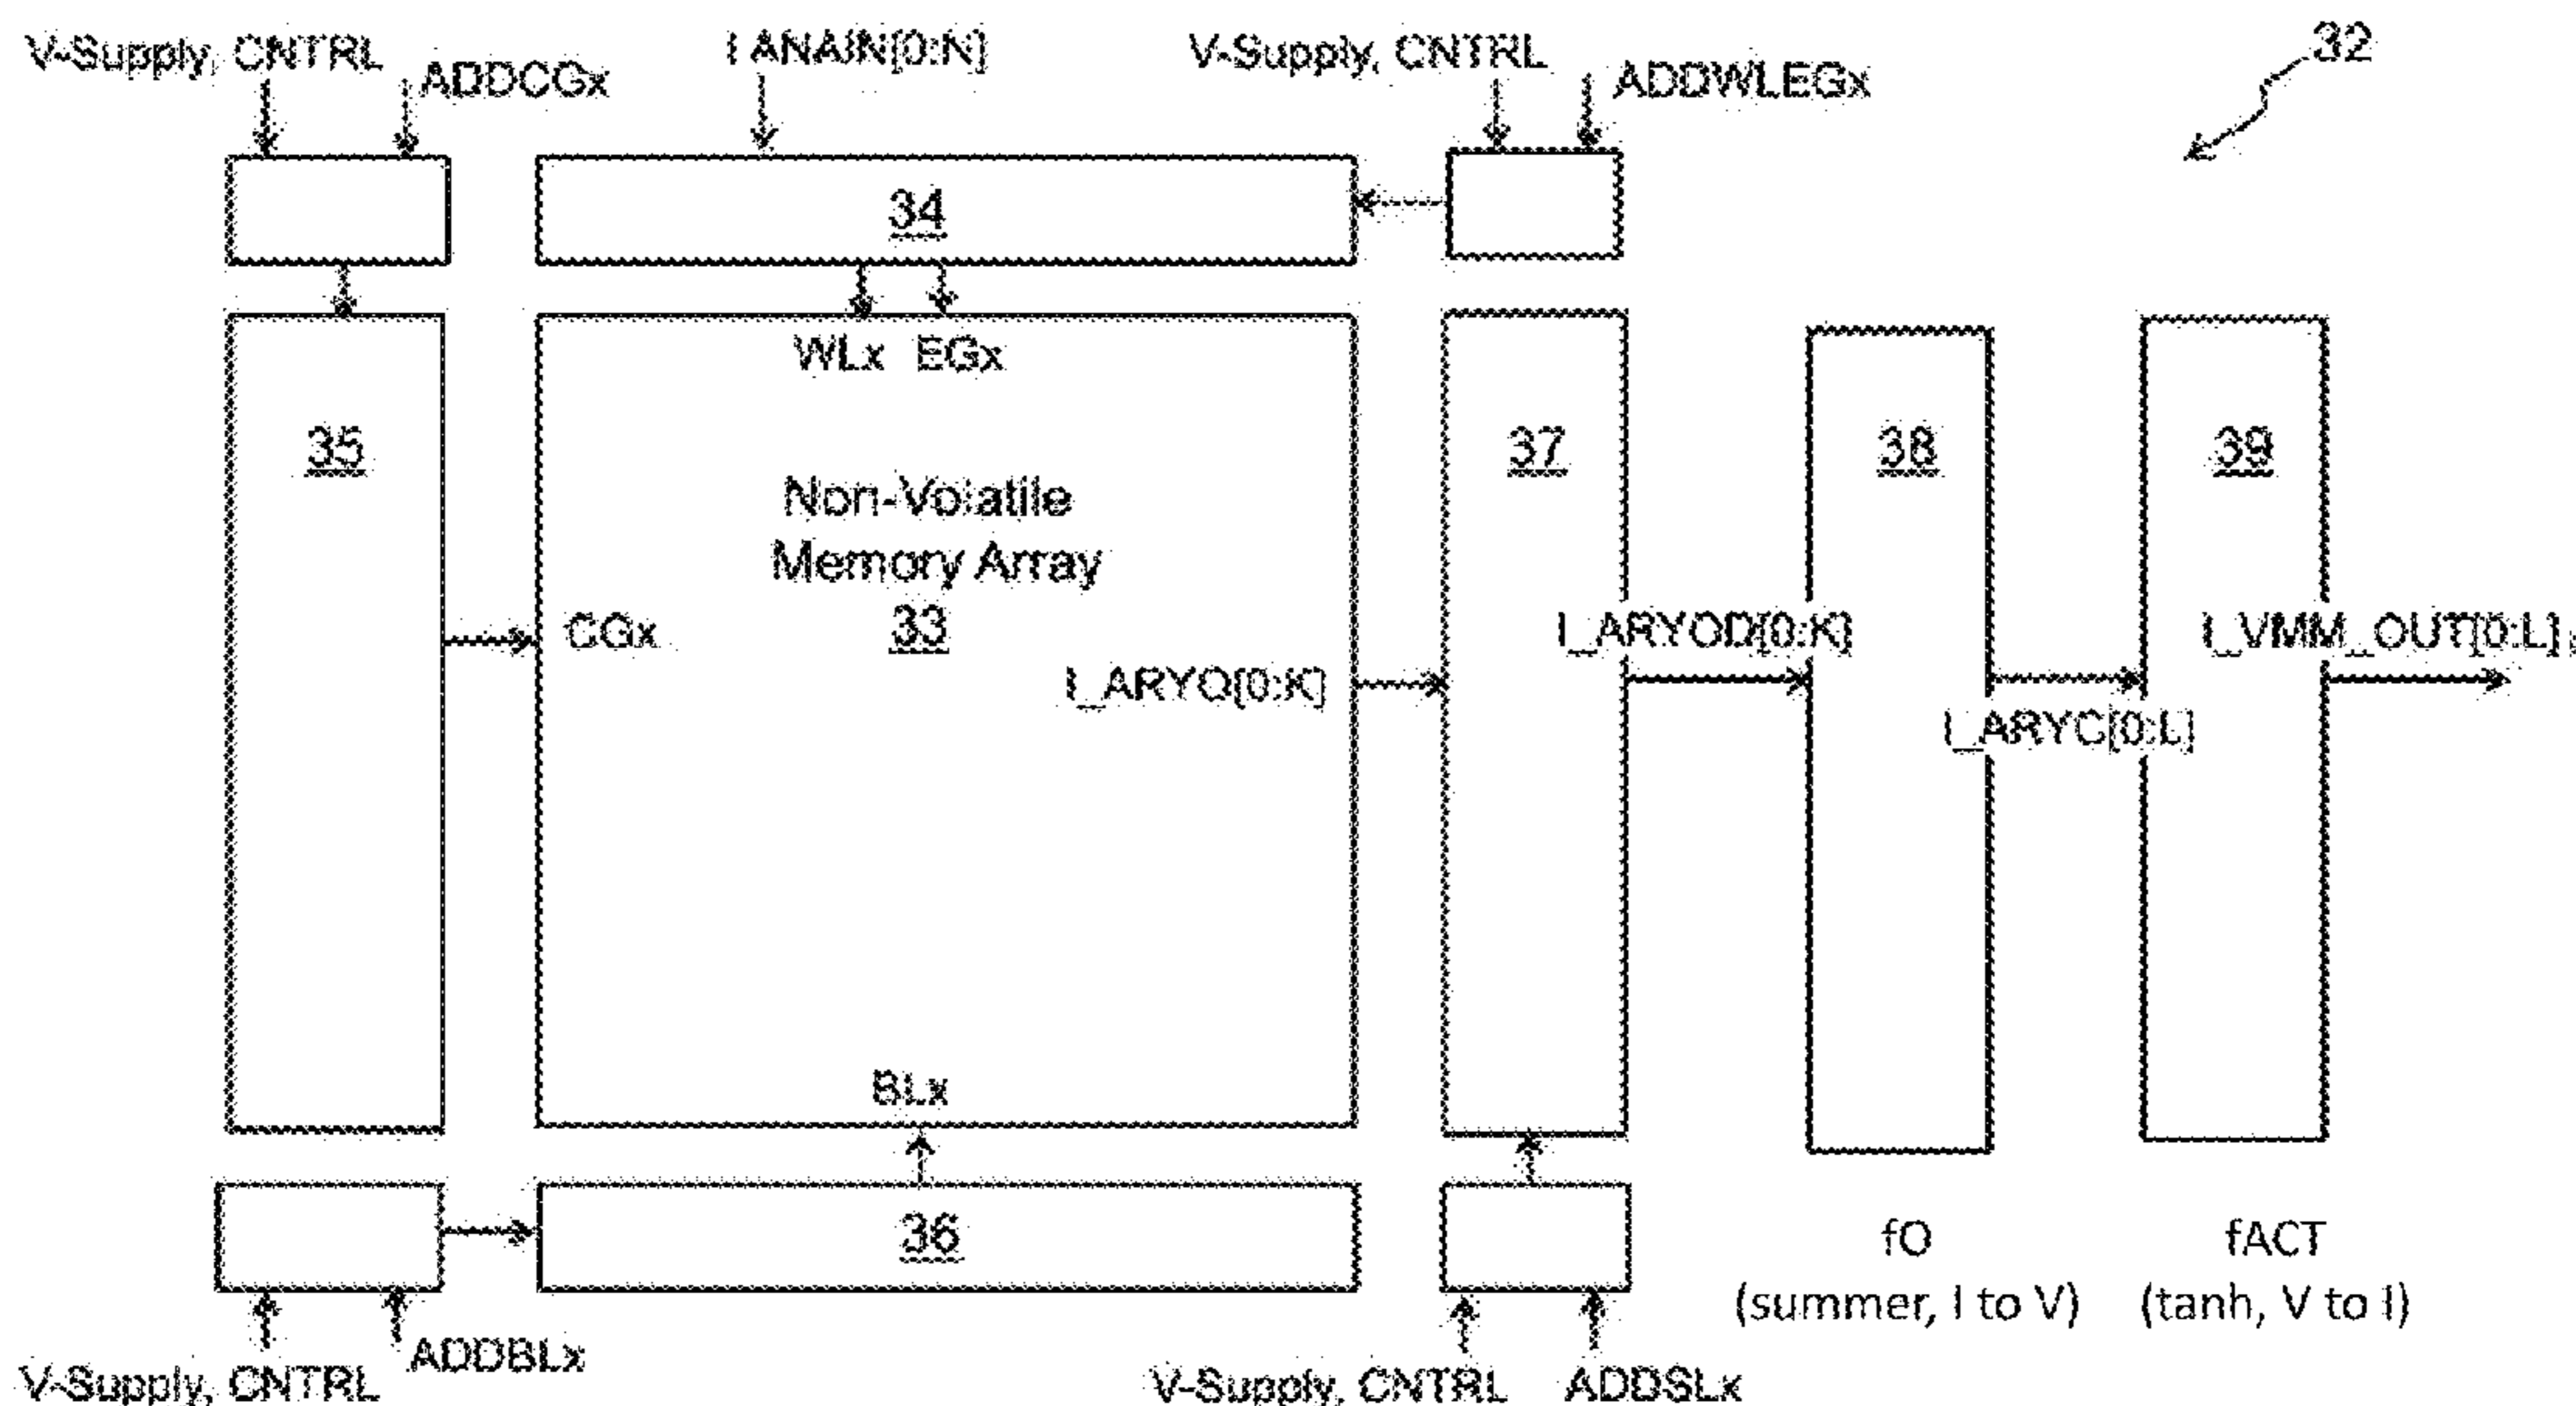 V-Supply, CNTRL
ADDCGx
I ANAIN[0:N]
V-Supply, CNTRL
ADDWLEGx
32
34
WLx EGx
35
Non-Volatile
Memory Array
33
37
38
39
CGx
I_ARYO[0:K]
I_ARYOD[0:K]
I_ARYC[0:L]
I_VMM_OUT[0:L]
BLx
36
fO
(summer, I to V)
fACT
(tanh, V to I)
V-Supply, CNTRL
ADDBLx
V-Supply, CNTRL
ADDSLx